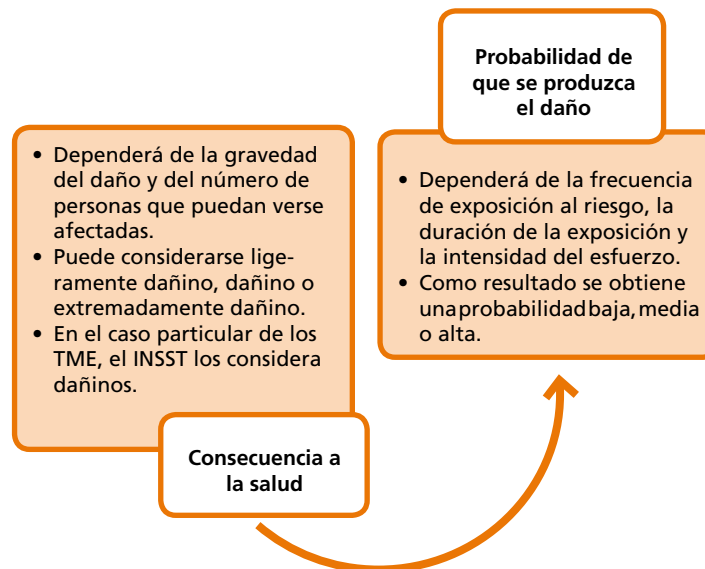 Probabilidad de
que se produzca
el daño
• Dependerá de la gravedad
del daño y del número de
personas que puedan verse
afectadas.
• Puede considerarse lige-
ramente dañino, dañino o
extremadamente dañino.
• En el caso particular de los
TME, el INSST los considera
dañinos.
Consecuencia a
la salud
• Dependerá de la frecuencia
de exposición al riesgo, la
duración de la exposición y
la intensidad del esfuerzo.
• Como resultado se obtiene
una probabilidad baja, media
o alta.